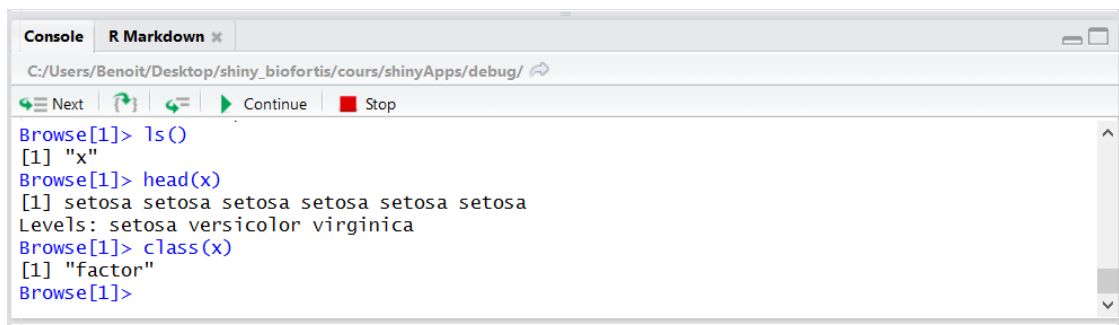 Console R Markdown
C:/Users/Benoit/Desktop/shiny_biofortis/cours/shinyApps/debug/
Next Continue Stop
Browse[1]> ls()
[1] "x"
Browse[1]> head(x)
[1] setosa setosa setosa setosa setosa setosa
Levels: setosa versicolor virginica
Browse[1]> class(x)
[1] "factor"
Browse[1]>